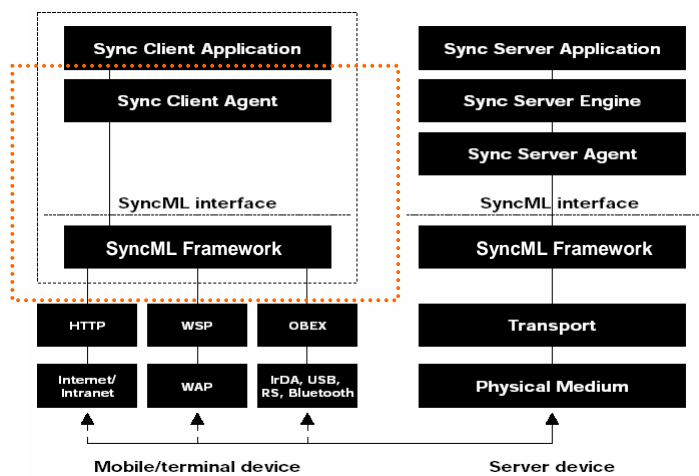 Sync Client Application
Sync Client Agent
SyncML interface
SyncML Framework
HTTP
WSP
OBEX
Internet/
Intranet
WAP
IrDA, USB,
RS, Bluetooth
Mobile/terminal device
Sync Server Application
Sync Server Engine
Sync Server Agent
SyncML interface
SyncML Framework
Transport
Physical Medium
Server device